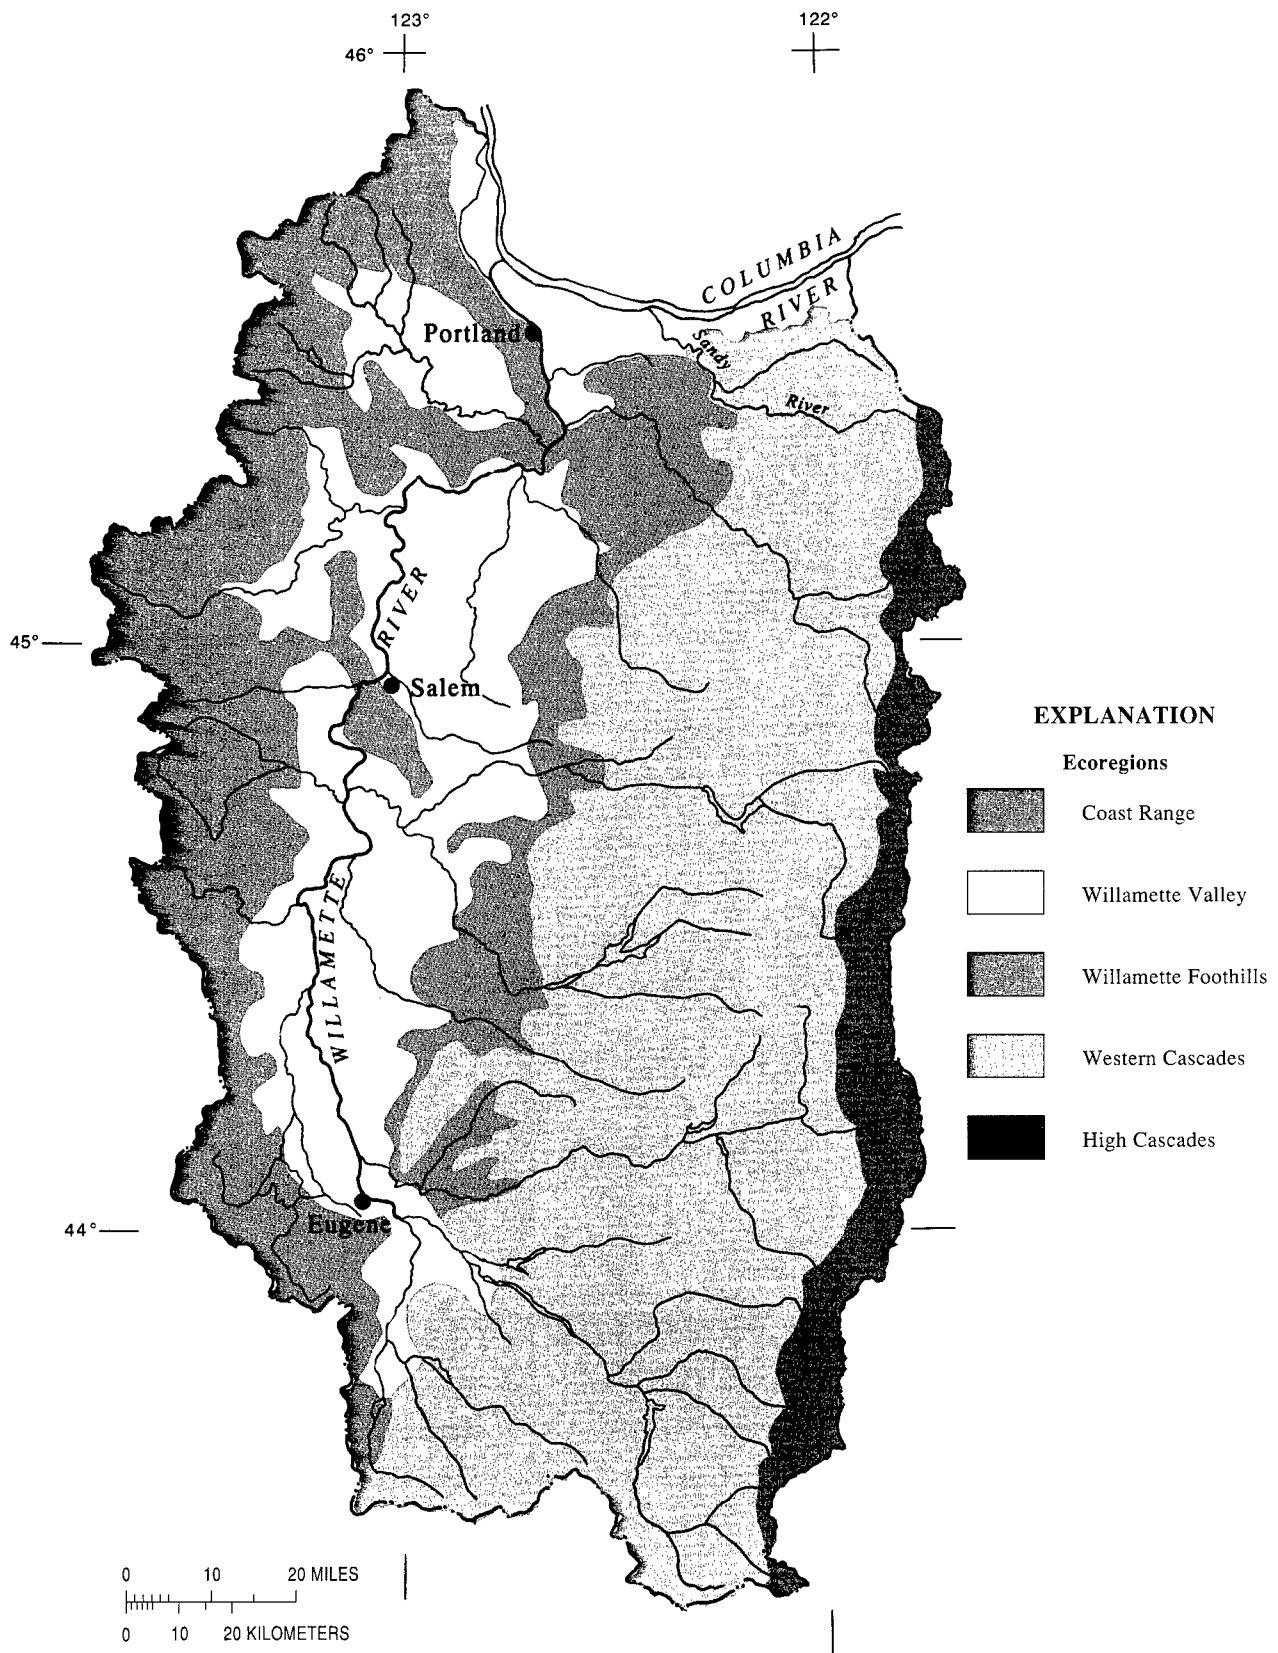 123°
122°
46°
COLUMBIA
RIVER
Portland
Sandy
River
RIVER
45°
Salem
EXPLANATION
Ecoregions
Coast Range
WILLAMETTE
Willamette Valley
Willamette Foothills
Western Cascades
High Cascades
44°
Eugene
0 10 20 MILES
0 10 20 KILOMETERS